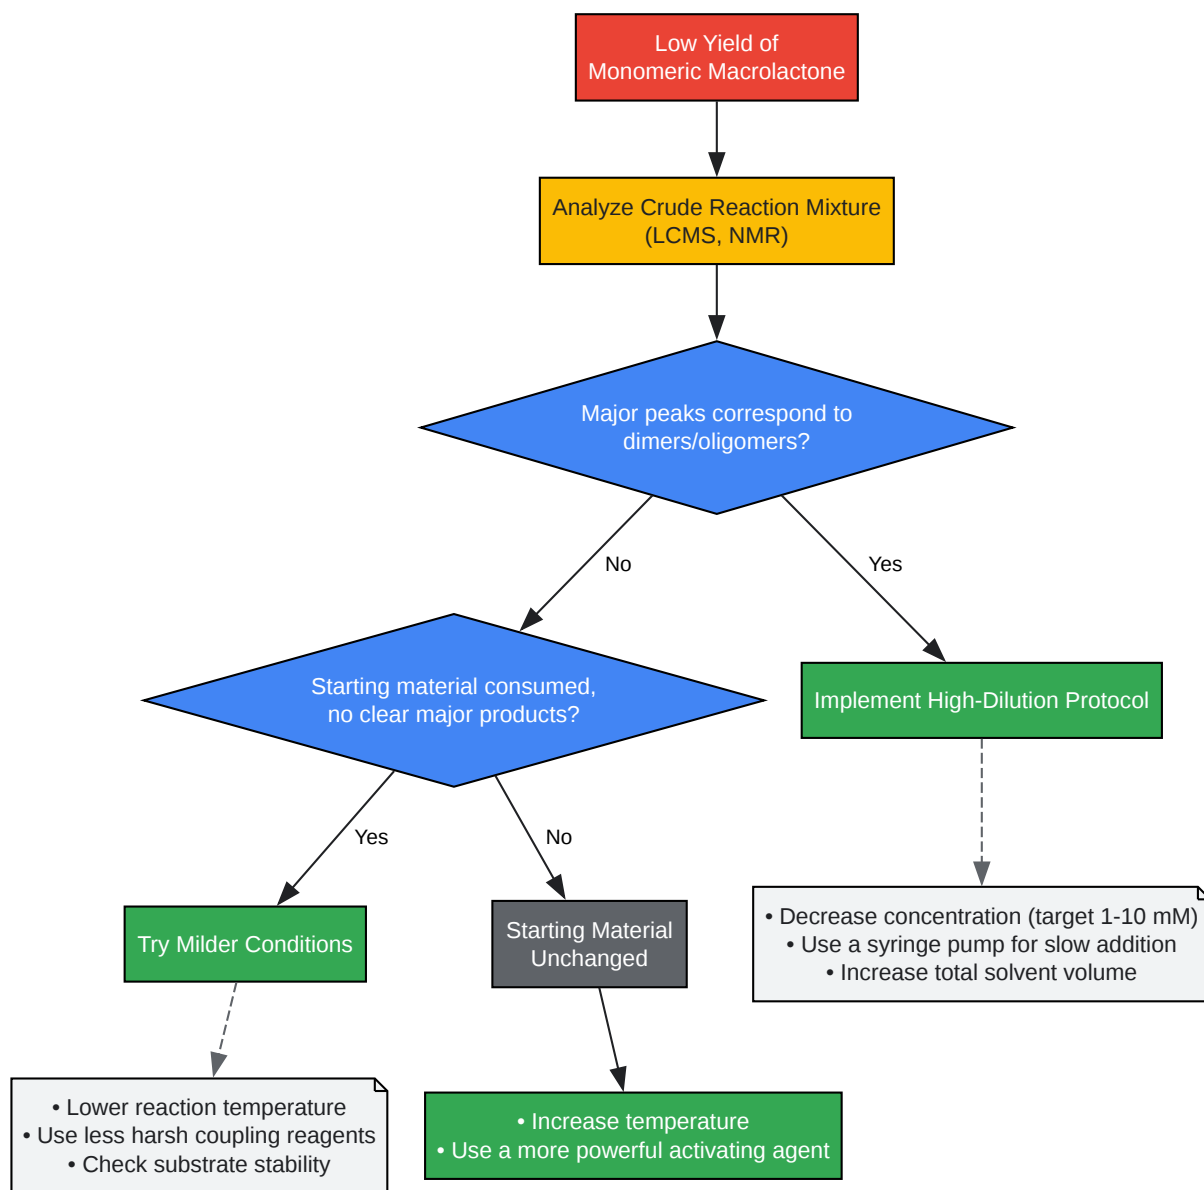 Low Yield of
Monomeric Macrolactone
Analyze Crude Reaction Mixture
(LCMS, NMR)
Major peaks correspond to
dimers/oligomers?
No
Yes
Starting material consumed,
no clear major products?
Implement High-Dilution Protocol
Yes
No
Try Milder Conditions
Starting Material
Unchanged
• Decrease concentration (target 1-10 mM)
• Use a syringe pump for slow addition
• Increase total solvent volume
• Lower reaction temperature
• Use less harsh coupling reagents
• Check substrate stability
• Increase temperature
• Use a more powerful activating agent